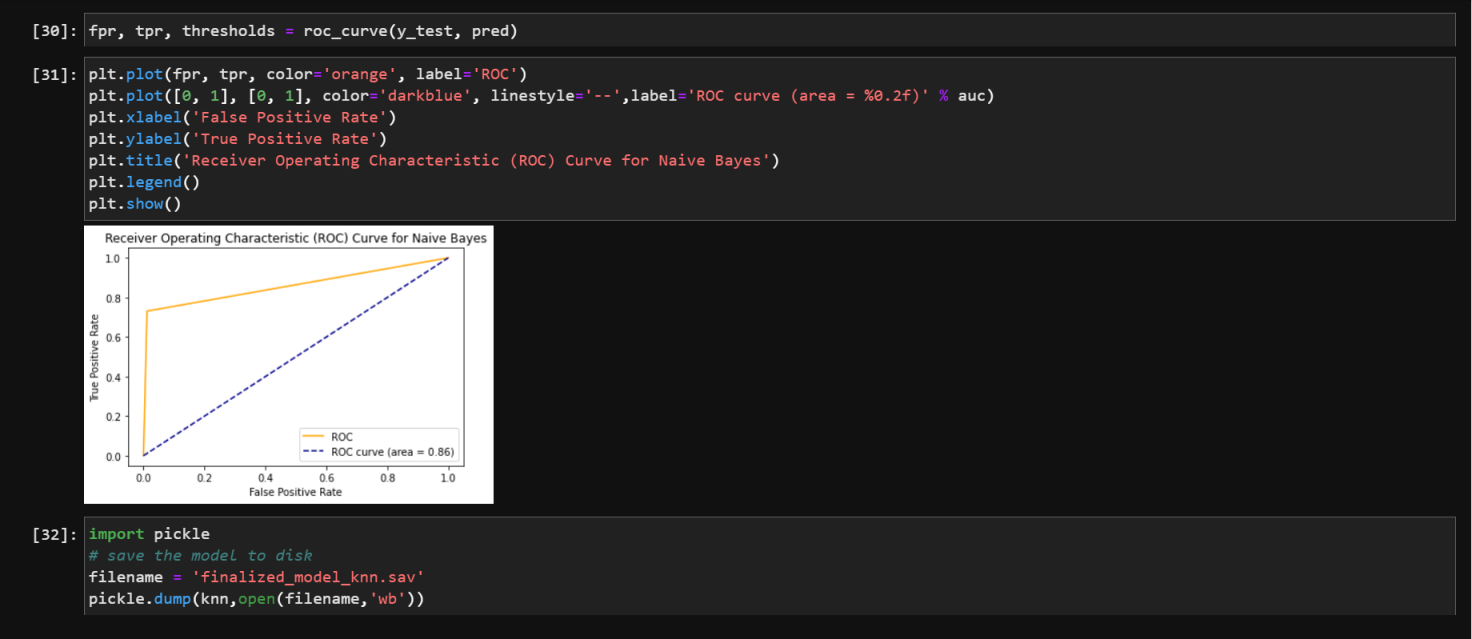 [30]: fpr, tpr, thresholds = roc_curve(y_test, pred)
[31]: plt.plot(fpr, tpr, color='orange', label='ROC')
plt.plot([0, 1], [0, 1], color='darkblue', linestyle='--',label='ROC curve (area = %0.2f)' % auc)
plt.xlabel('False Positive Rate')
plt.ylabel('True Positive Rate')
plt.title('Receiver Operating Characteristic (ROC) Curve for Naive Bayes')
plt.legend()
plt.show()
Receiver Operating Characteristic (ROC) Curve for Naive Bayes
1.0
0.8
0.6
0.4
0.2
0.0
True Positive Rate
ROC
ROC curve (area = 0.86)
0.0 0.2 0.4 0.6 0.8 1.0
False Positive Rate
[32]: import pickle
# save the model to disk
filename = 'finalized_model_knn.sav'
pickle.dump(knn,open(filename,'wb'))